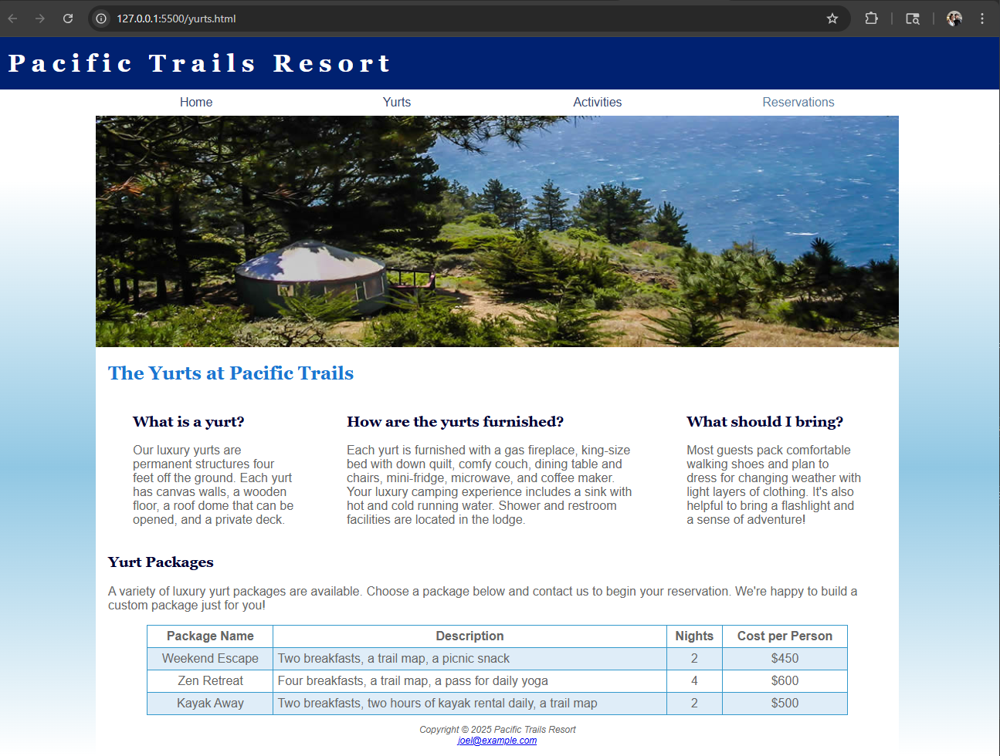 127.0.0.1:5500/yurts.html
Pacific Trails Resort
Home Yurts Activities Reservations
The Yurts at Pacific Trails
What is a yurt?
Our luxury yurts are
permanent structures four
feet off the ground. Each yurt
has canvas walls, a wooden
floor, a roof dome that can be
opened, and a private deck.
How are the yurts furnished?
Each yurt is furnished with a gas fireplace, king-size
bed with down quilt, comfy couch, dining table and
chairs, mini-fridge, microwave, and coffee maker.
Your luxury camping experience includes a sink with
hot and cold running water. Shower and restroom
facilities are located in the lodge.
What should I bring?
Most guests pack comfortable
walking shoes and plan to
dress for changing weather with
light layers of clothing. It's also
helpful to bring a flashlight and
a sense of adventure!
Yurt Packages
A variety of luxury yurt packages are available. Choose a package below and contact us to begin your reservation. We're happy to build a
custom package just for you!
Package Name Description Nights Cost per Person
Weekend Escape Two breakfasts, a trail map, a picnic snack 2 $450
Zen Retreat Four breakfasts, a trail map, a pass for daily yoga 4 $600
Kayak Away Two breakfasts, two hours of kayak rental daily, a trail map 2 $500
Copyright © 2025 Pacific Trails Resort
joel@example.com